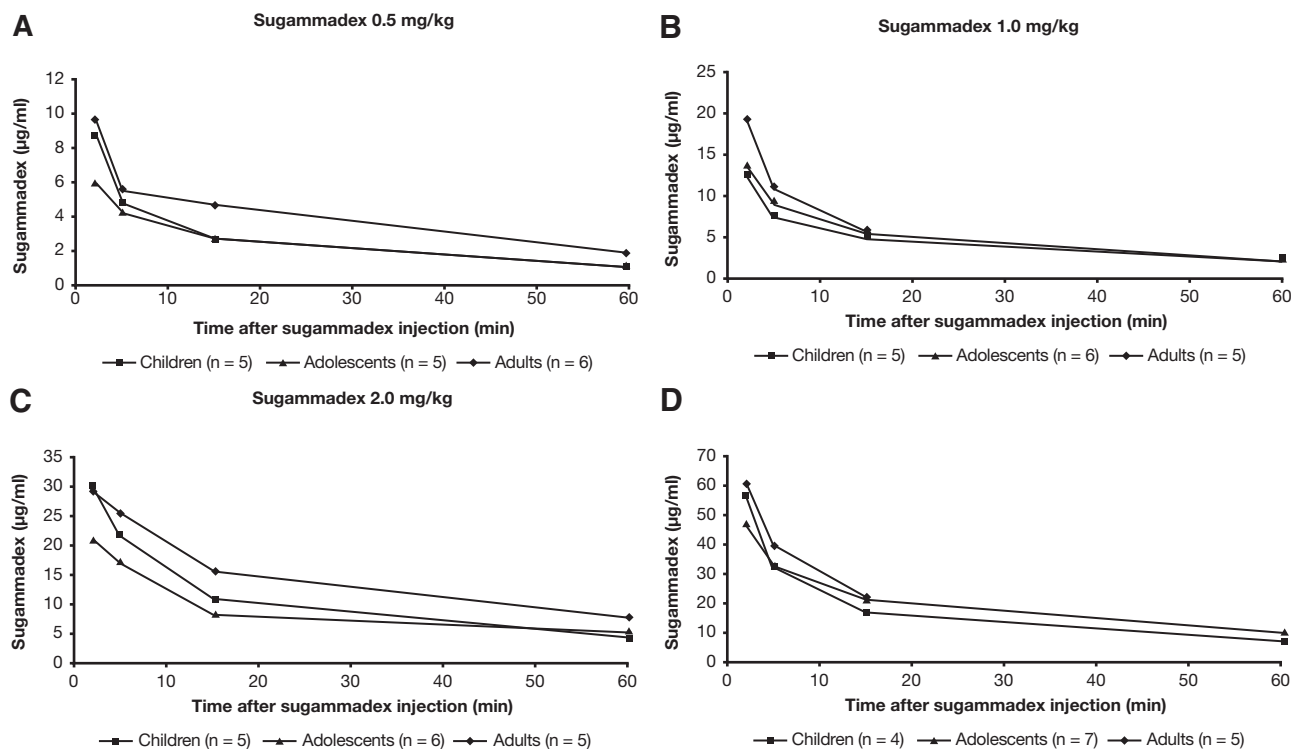 A
Sugammadex 0.5 mg/kg
Sugammadex (µg/ml)
12
10
8
6
4
2
0
0 10 20 30 40 50 60
Time after sugammadex injection (min)
Children (n = 5) Adolescents (n = 5) Adults (n = 6)
B
Sugammadex 1.0 mg/kg
Sugammadex (µg/ml)
25
20
15
10
5
0
0 10 20 30 40 50 60
Time after sugammadex injection (min)
Children (n = 5) Adolescents (n = 6) Adults (n = 5)
C
Sugammadex 2.0 mg/kg
Sugammadex (µg/ml)
35
30
25
20
15
10
5
0
0 10 20 30 40 50 60
Time after sugammadex injection (min)
Children (n = 5) Adolescents (n = 6) Adults (n = 5)
D
Sugammadex (µg/ml)
70
60
50
40
30
20
10
0
0 10 20 30 40 50 60
Time after sugammadex injection (min)
Children (n = 4) Adolescents (n = 7) Adults (n = 5)